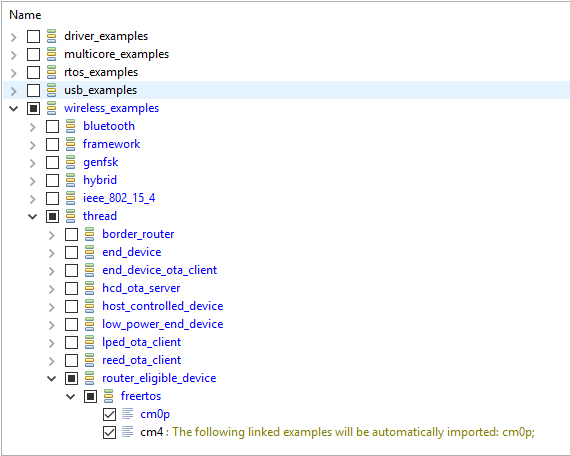 Name
driver_examples
multicore_examples
rtos_examples
usb_examples
wireless_examples
bluetooth
framework
genfsk
hybrid
ieee_802_15_4
thread
border_router
end_device
end_device_ota_client
hcd_ota_server
host_controlled_device
low_power_end_device
lped_ota_client
reed_ota_client
router_eligible_device
freertos
cm0p
cm4 : The following linked examples will be automatically imported: cm0p;